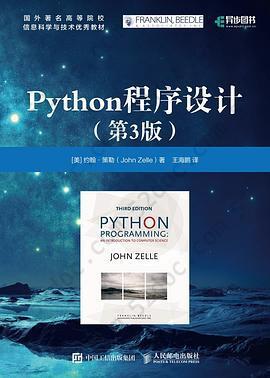 国外著名高等院校
信息科学与技术优秀教材
FRANKLIN, BEEDLE
& ASSOCIATES INC.
异步图书
Python程序设计
(第3版)
[美] 约翰·策勒 (John Zelle) 著 王海鹏 译
THIRD EDITION
PYTHON
PROGRAMMING:
AN INTRODUCTION TO COMPUTER SCIENCE
JOHN ZELLE
中国工信出版集团
人民邮电出版社
POSTS & TELECOM PRESS